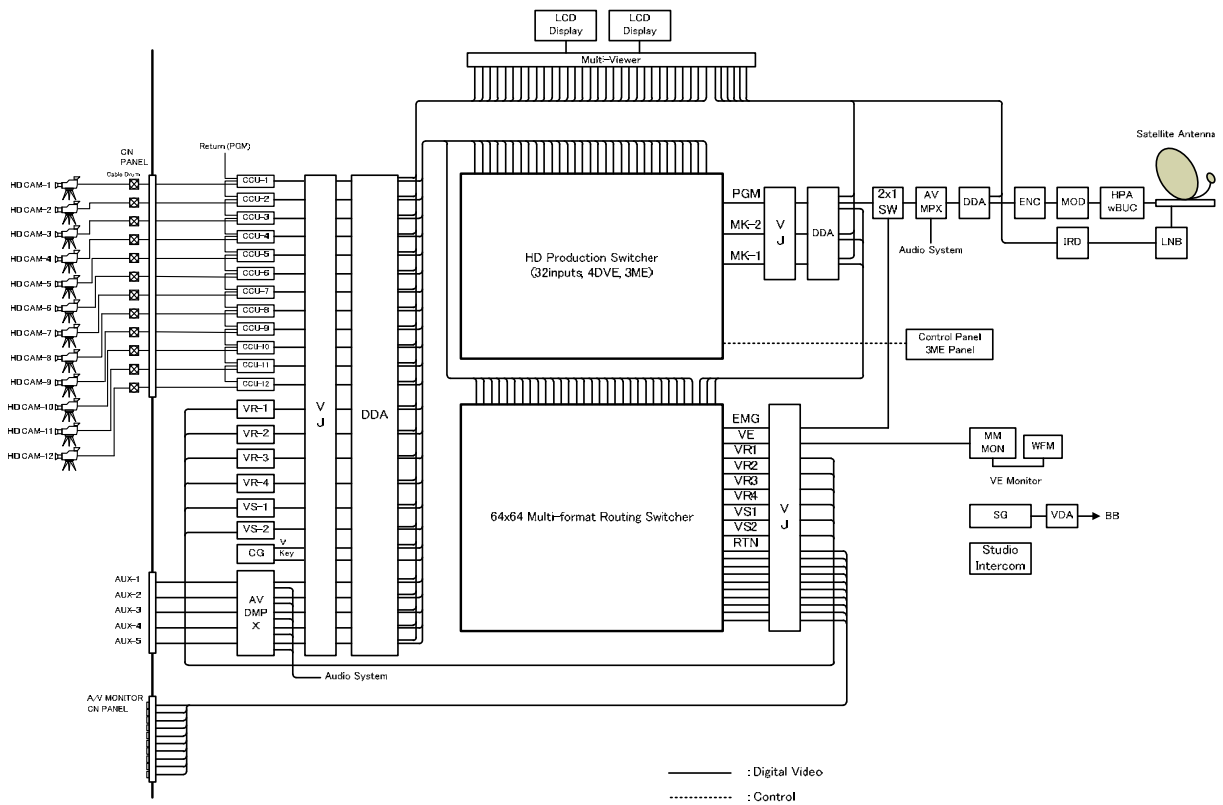 LCD
Display
LCD
Display
Multi-Viewer
Satellite Antenna
CN
PANEL
Cable Drum
Return (PGM)
HD CAM-1
HD CAM-2
HD CAM-3
HD CAM-4
HD CAM-5
HD CAM-6
HD CAM-7
HD CAM-8
HD CAM-9
HD CAM-10
HD CAM-11
HD CAM-12
CCU-1
CCU-2
CCU-3
CCU-4
CCU-5
CCU-6
CCU-7
CCU-8
CCU-9
CCU-10
CCU-11
CCU-12
VR-1
VR-2
VR-3
VR-4
VS-1
VS-2
CG
V
Key
AUX-1
AUX-2
AUX-3
AUX-4
AUX-5
AV
DMP
X
Audio System
V
J
DDA
HD Production Switcher
(32inputs, 4DVE, 3ME)
PGM
MK-2
MK-1
V
J
DDA
2x1
SW
AV
MPX
Audio System
DDA
ENC
MOD
HPA
wBUC
IRD
LNB
Control Panel
3ME Panel
64x64 Multi-format Routing Switcher
EMG
VE
VR1
VR2
VR3
VR4
VS1
VS2
RTN
V
J
MM
MON
WFM
VE Monitor
SG
VDA
BB
Studio
Intercom
A/V MONITOR
CN PANEL
: Digital Video
: Control